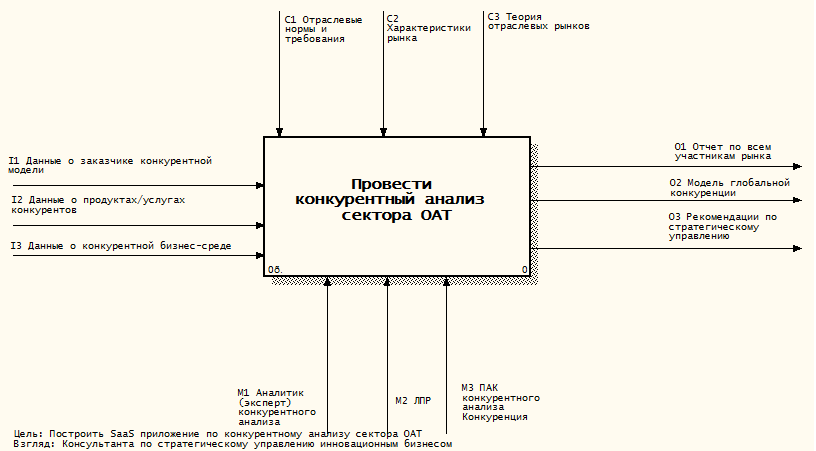 C1 Отраслевые
нормы и
требования
C2
Характеристики
рынка
C3 Теория
отраслевых рынков
I1 Данные о заказчике конкурентной
модели
I2 Данные о продуктах/услугах
конкурентов
I3 Данные о конкурентной бизнес-среде
Провести
конкурентный анализ
сектора ОАТ
0в.
0
O1 Отчет по всем
участникам рынка
O2 Модель глобальной
конкуренции
O3 Рекомендации по
стратегическому
управлению
M1 Аналитик
(эксперт)
конкурентного
анализа
M2 ЛПР
M3 ПАК
конкурентного
анализа
Конкуренция
Цель: Построить SaaS приложение по конкурентному анализу сектора ОАТ
Взгляд: Консультанта по стратегическому управлению инновационным бизнесом